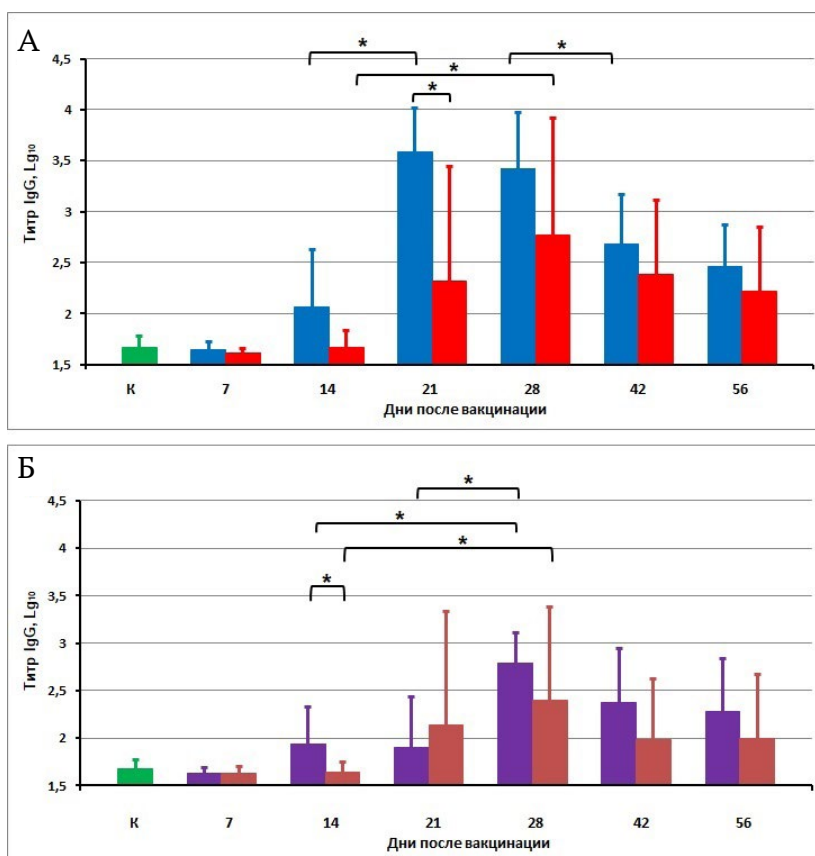 А
*
*
*
*
4,5
4
3,5
3
2,5
2
1,5
Титр IgG, Lg₁₀
К 7 14 21 28 42 56
Дни после вакцинации
Б
*
*
*
*
4,5
4
3,5
3
2,5
2
1,5
Титр IgG, Lg₁₀
К 7 14 21 28 42 56
Дни после вакцинации